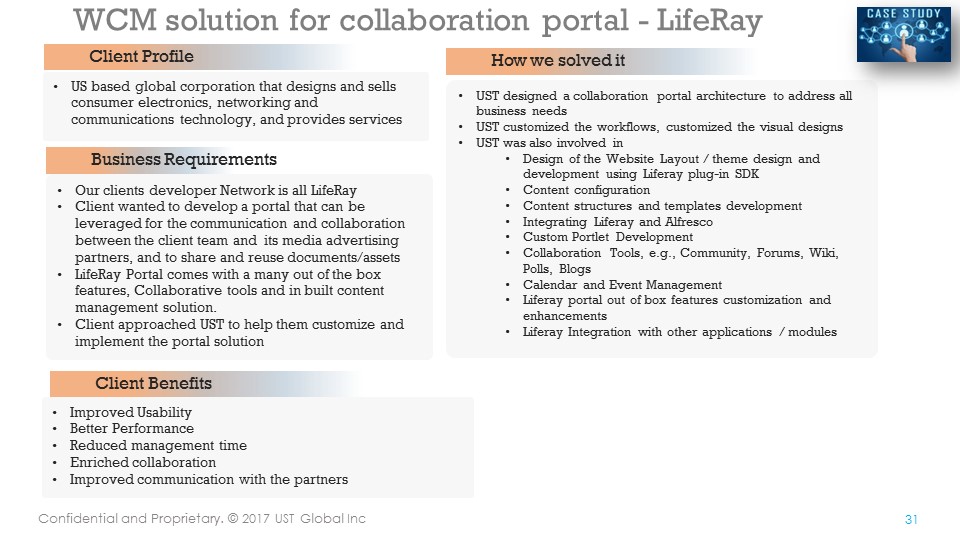 WCM solution for collaboration portal - LifeRay
CASE STUDY
Client Profile
• US based global corporation that designs and sells
consumer electronics, networking and
communications technology, and provides services
Business Requirements
• Our clients developer Network is all LifeRay
• Client wanted to develop a portal that can be
leveraged for the communication and collaboration
between the client team and its media advertising
partners, and to share and reuse documents/assets
• LifeRay Portal comes with a many out of the box
features, Collaborative tools and in built content
management solution.
• Client approached UST to help them customize and
implement the portal solution
Client Benefits
• Improved Usability
• Better Performance
• Reduced management time
• Enriched collaboration
• Improved communication with the partners
How we solved it
• UST designed a collaboration portal architecture to address all
business needs
• UST customized the workflows, customized the visual designs
• UST was also involved in
• Design of the Website Layout / theme design and
development using Liferay plug-in SDK
• Content configuration
• Content structures and templates development
• Integrating Liferay and Alfresco
• Custom Portlet Development
• Collaboration Tools, e.g., Community, Forums, Wiki,
Polls, Blogs
• Calendar and Event Management
• Liferay portal out of box features customization and
enhancements
• Liferay Integration with other applications / modules
Confidential and Proprietary. © 2017 UST Global Inc
31